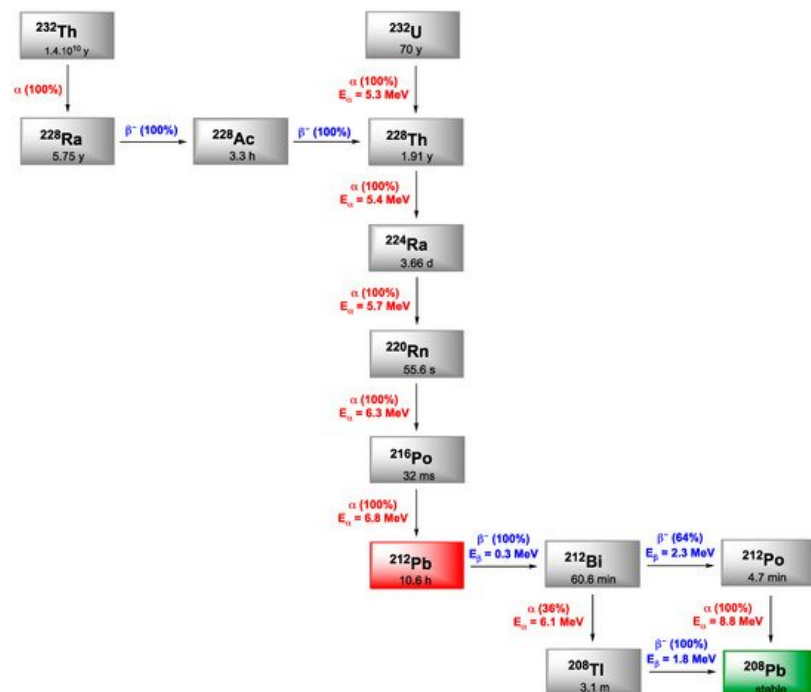 ²³²Th
1.4.10¹⁰ y
²³²U
70 y
α (100%)
α (100%)
Eα = 5.3 MeV
²²⁸Ra
5.75 y
β⁻ (100%)
²²⁸Ac
3.3 h
β⁻ (100%)
²²⁸Th
1.91 y
α (100%)
Eα = 5.4 MeV
²²⁴Ra
3.66 d
α (100%)
Eα = 5.7 MeV
²²⁰Rn
55.6 s
α (100%)
Eα = 6.3 MeV
²¹⁶Po
32 ms
α (100%)
Eα = 6.8 MeV
²¹²Pb
10.6 h
β⁻ (100%)
Eβ = 0.3 MeV
²¹²Bi
60.6 min
β⁻ (64%)
Eβ = 2.3 MeV
²¹²Po
4.7 min
α (36%)
Eα = 6.1 MeV
α (100%)
Eα = 8.8 MeV
²⁰⁸Tl
3.1 m
β⁻ (100%)
Eβ = 1.8 MeV
²⁰⁸Pb
stable